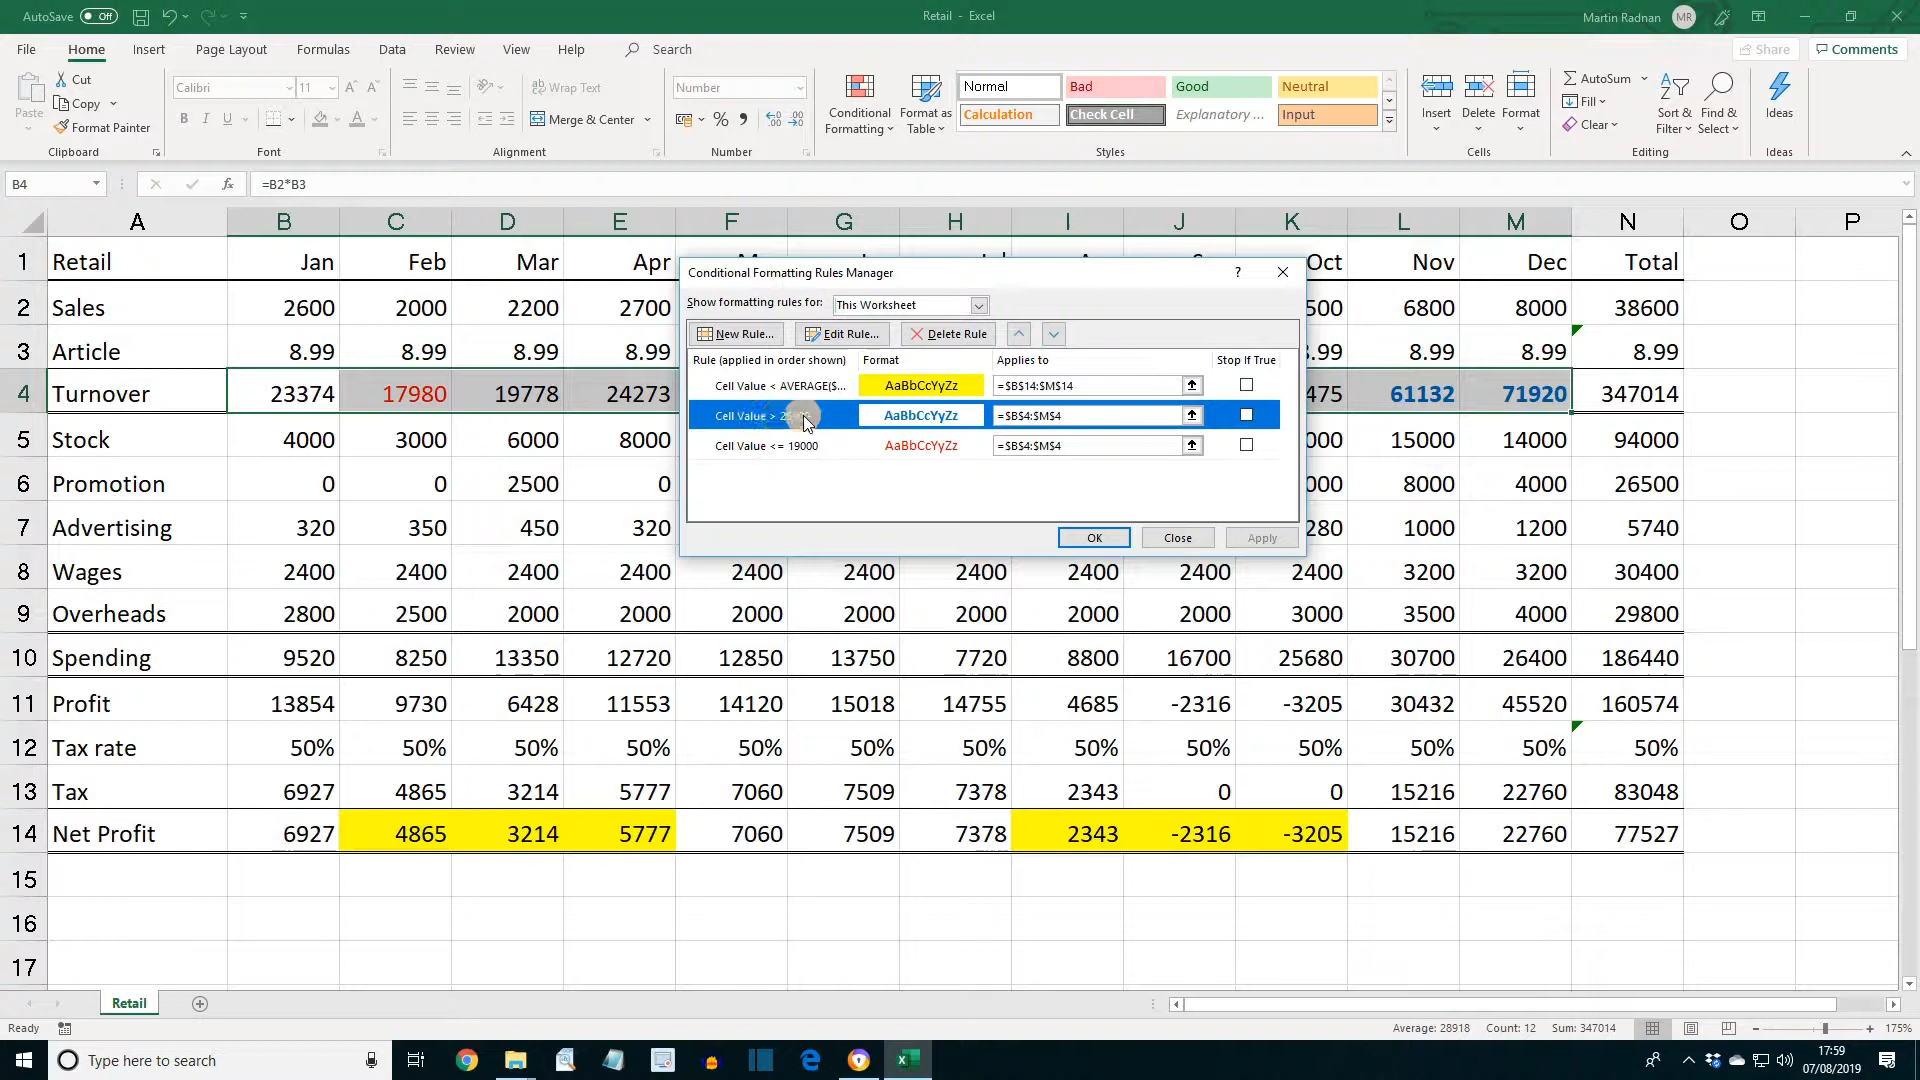 AutoSave Off Retail - Excel Martin Radnan MR
File Home Insert Page Layout Formulas Data Review View Help Search Share Comments
Paste Cut Copy Format Painter Clipboard
Calibri 11 B I U A A A Font
Wrap Text Merge & Center Alignment
Number % , Number
Conditional Formatting Format as Table Normal Bad Good Neutral Calculation Check Cell Explanatory ... Input Styles
Insert Delete Format Cells
AutoSum Fill Clear Sort & Filter Find & Select Editing
Ideas Ideas
B4 fx =B2*B3
A B C D E F G H I J K L M N O P
1 Retail Jan Feb Mar Apr Oct Nov Dec Total
2 Sales 2600 2000 2200 2700 500 6800 8000 38600
3 Article 8.99 8.99 8.99 8.99 .99 8.99 8.99 8.99
4 Turnover 23374 17980 19778 24273 475 61132 71920 347014
5 Stock 4000 3000 6000 8000 000 15000 14000 94000
6 Promotion 0 0 2500 0 000 8000 4000 26500
7 Advertising 320 350 450 320 280 1000 1200 5740
8 Wages 2400 2400 2400 2400 2400 2400 2400 2400 2400 2400 3200 3200 30400
9 Overheads 2800 2500 2000 2000 2000 2000 2000 2000 2000 3000 3500 4000 29800
10 Spending 9520 8250 13350 12720 12850 13750 7720 8800 16700 25680 30700 26400 186440
11 Profit 13854 9730 6428 11553 14120 15018 14755 4685 -2316 -3205 30432 45520 160574
12 Tax rate 50% 50% 50% 50% 50% 50% 50% 50% 50% 50% 50% 50% 50%
13 Tax 6927 4865 3214 5777 7060 7509 7378 2343 0 0 15216 22760 83048
14 Net Profit 6927 4865 3214 5777 7060 7509 7378 2343 -2316 -3205 15216 22760 77527
15
16
17
Conditional Formatting Rules Manager ?
Show formatting rules for: This Worksheet
New Rule... Edit Rule... Delete Rule
Rule (applied in order shown) Format Applies to Stop If True
Cell Value < AVERAGE($... AaBbCcYyZz =$B$14:$M$14
Cell Value > AaBbCcYyZz =$B$4:$M$4
Cell Value <= 19000 AaBbCcYyZz =$B$4:$M$4
OK Close Apply
Retail
Ready Average: 28918 Count: 12 Sum: 347014 175%
Type here to search 17:59
07/08/2019